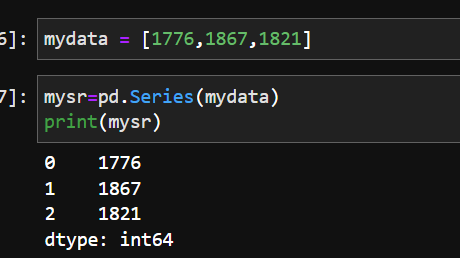 6]: mydata = [1776,1867,1821]
7]: mysr=pd.Series(mydata)
print(mysr)
0    1776
1    1867
2    1821
dtype: int64